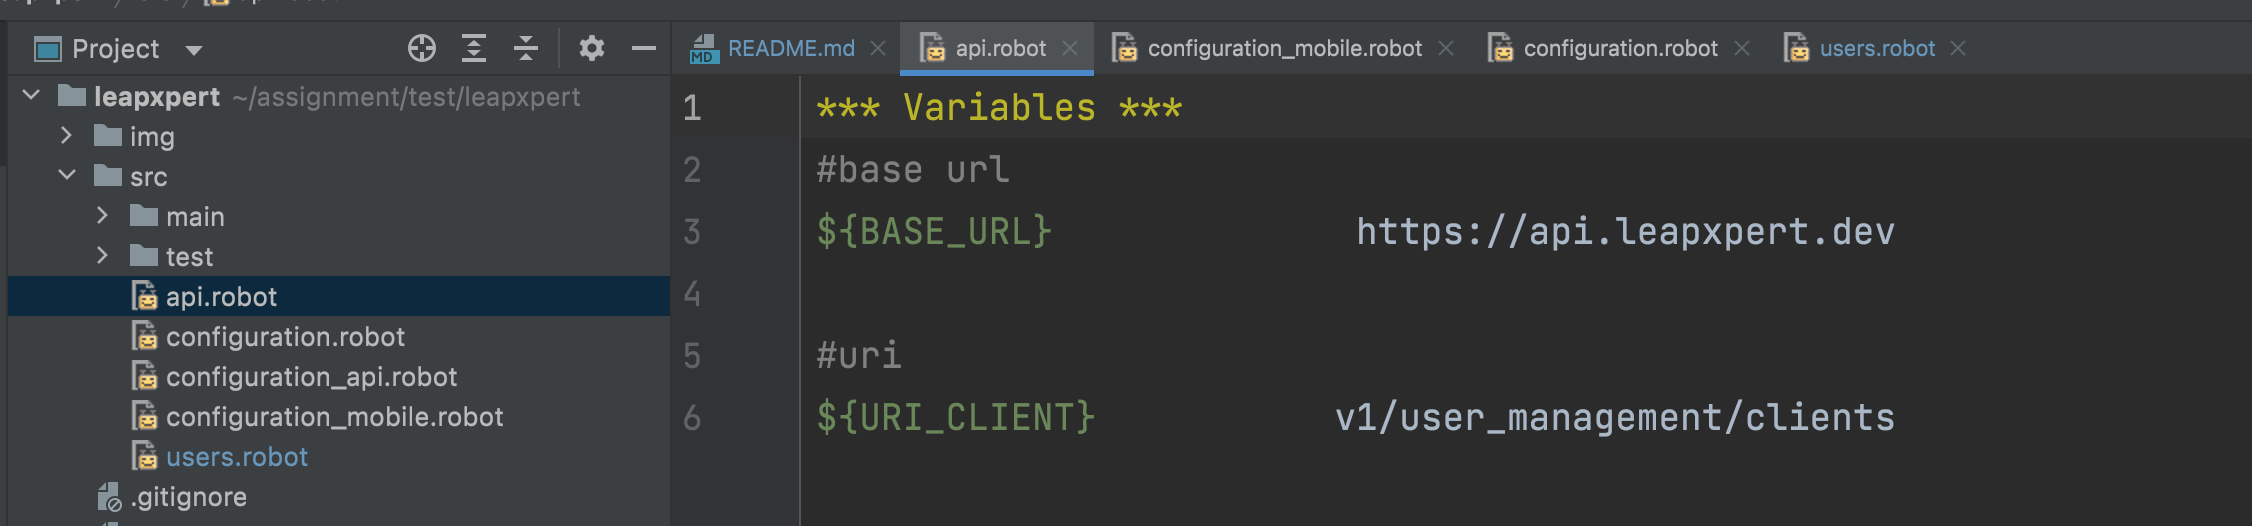 Project
README.md
api.robot
configuration_mobile.robot
configuration.robot
users.robot
leapxpert ~/assignment/test/leapxpert
img
src
main
test
api.robot
configuration.robot
configuration_api.robot
configuration_mobile.robot
users.robot
.gitignore
1 *** Variables ***
2 #base url
3 ${BASE_URL} https://api.leapxpert.dev
4
5 #uri
6 ${URI_CLIENT} v1/user_management/clients